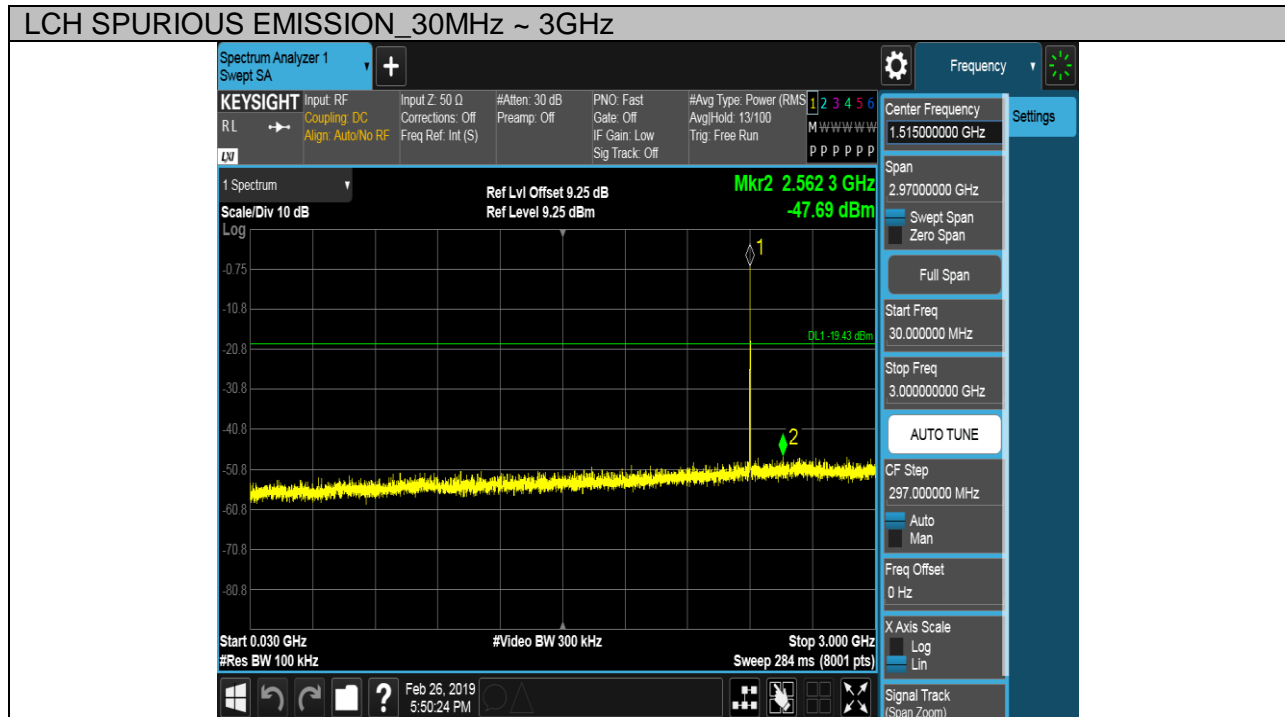 LCH SPURIOUS EMISSION_30MHz ~ 3GHz
Spectrum Analyzer 1
Swept SA
+
Frequency
KEYSIGHT
RL
LXI
Input: RF
Coupling: DC
Align: Auto/No RF
Input Z: 50 Ω
Corrections: Off
Freq Ref: Int (S)
#Atten: 30 dB
Preamp: Off
PNO: Fast
Gate: Off
IF Gain: Low
Sig Track: Off
#Avg Type: Power (RMS
Avg|Hold: 13/100
Trig: Free Run
1 2 3 4 5 6
M W W W W W
P P P P P P
Center Frequency
1.515000000 GHz
Settings
1 Spectrum
Scale/Div 10 dB
Ref Lvl Offset 9.25 dB
Ref Level 9.25 dBm
Mkr2 2.562 3 GHz
-47.69 dBm
Log
-0.75
-10.8
-20.8
-30.8
-40.8
-50.8
-60.8
-70.8
-80.8
1
DL1 -19.43 dBm
2
Start 0.030 GHz
#Res BW 100 kHz
#Video BW 300 kHz
Stop 3.000 GHz
Sweep 284 ms (8001 pts)
Span
2.97000000 GHz
Swept Span
Zero Span
Full Span
Start Freq
30.000000 MHz
Stop Freq
3.000000000 GHz
AUTO TUNE
CF Step
297.000000 MHz
Auto
Man
Freq Offset
0 Hz
X Axis Scale
Log
Lin
Signal Track
(Span Zoom)
?
Feb 26, 2019
5:50:24 PM